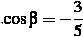 .cos β = -3/5